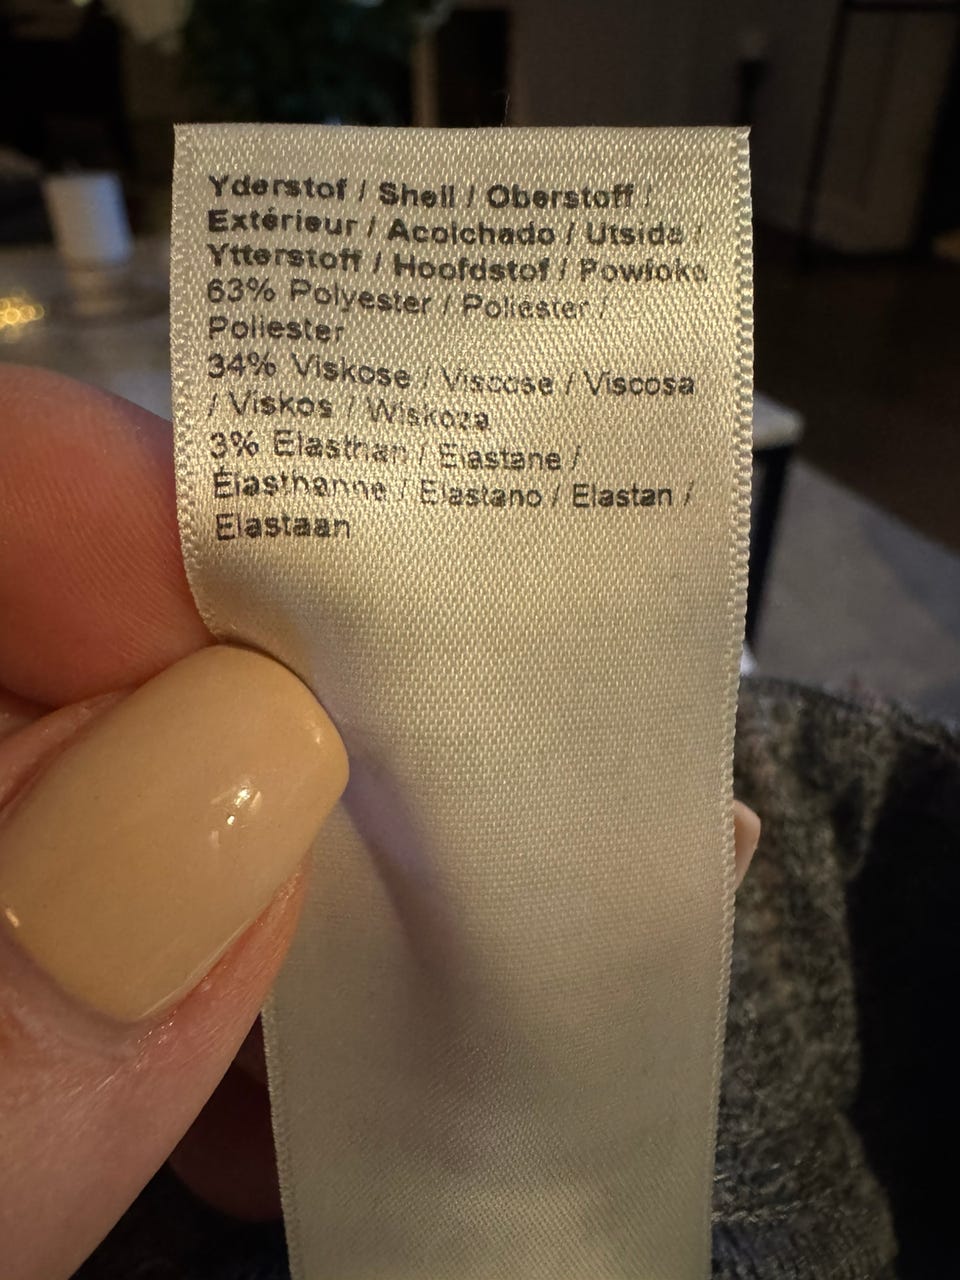 Yderstof / Shell / Oberstoff /
Extérieur / Acolchado / Utsida /
Ytterstoff / Hoofdstof / Powłoka
63% Polyester / Poliéster /
Poliester
34% Viskose / Viscose / Viscosa
/ Viskos / Wiskoza
3% Elasthan / Elastane /
Élasthanne / Elastano / Elastan /
Elastaan